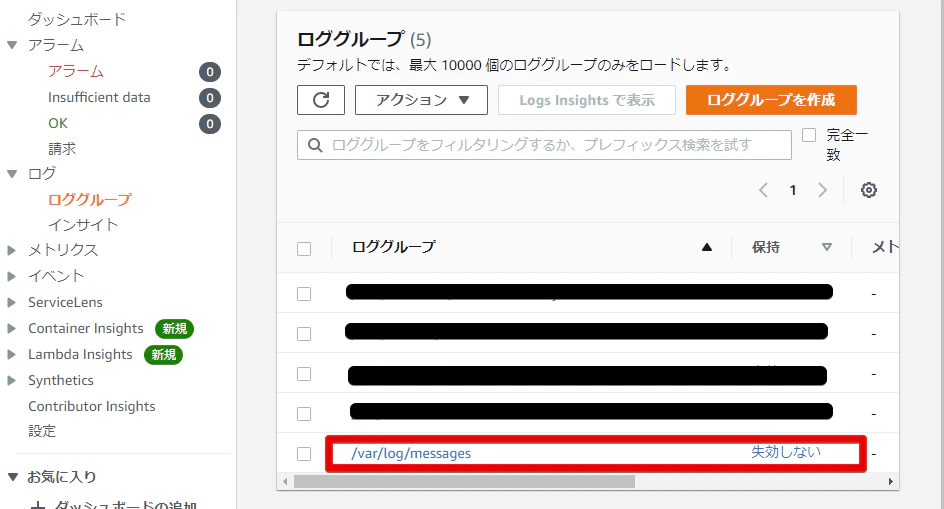 ダッシュボード
アラーム
アラーム 0
Insufficient data 0
OK 0
請求
ログ
ロググループ
インサイト
メトリクス
イベント
ServiceLens
Container Insights 新規
Lambda Insights 新規
Synthetics
Contributor Insights
設定
お気に入り
ダッシュボードの追加
ロググループ (5)
デフォルトでは、最大 10000 個のロググループのみをロードします。
アクション Logs Insights で表示 ロググループを作成
ロググループをフィルタリングするか、プレフィックス検索を試す
完全一
致
1
ロググループ 保持 メト
-
-
-
-
/var/log/messages 失効しない -